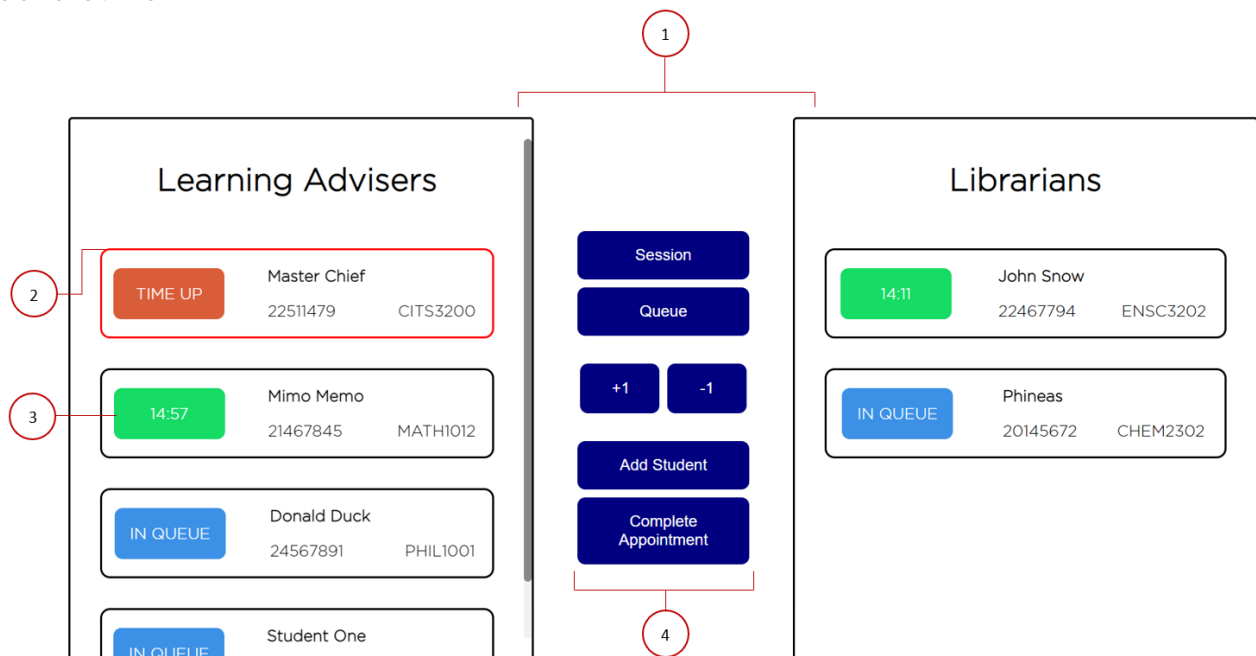 1
Learning Advisers
2
TIME UP
Master Chief
22511479 CITS3200
3
14:57
Mimo Memo
21467845 MATH1012
IN QUEUE
Donald Duck
24567891 PHIL1001
IN QUEUE
Student One
Session
Queue
+1 -1
Add Student
Complete
Appointment
4
Librarians
14:11
John Snow
22467794 ENSC3202
IN QUEUE
Phineas
20145672 CHEM2302